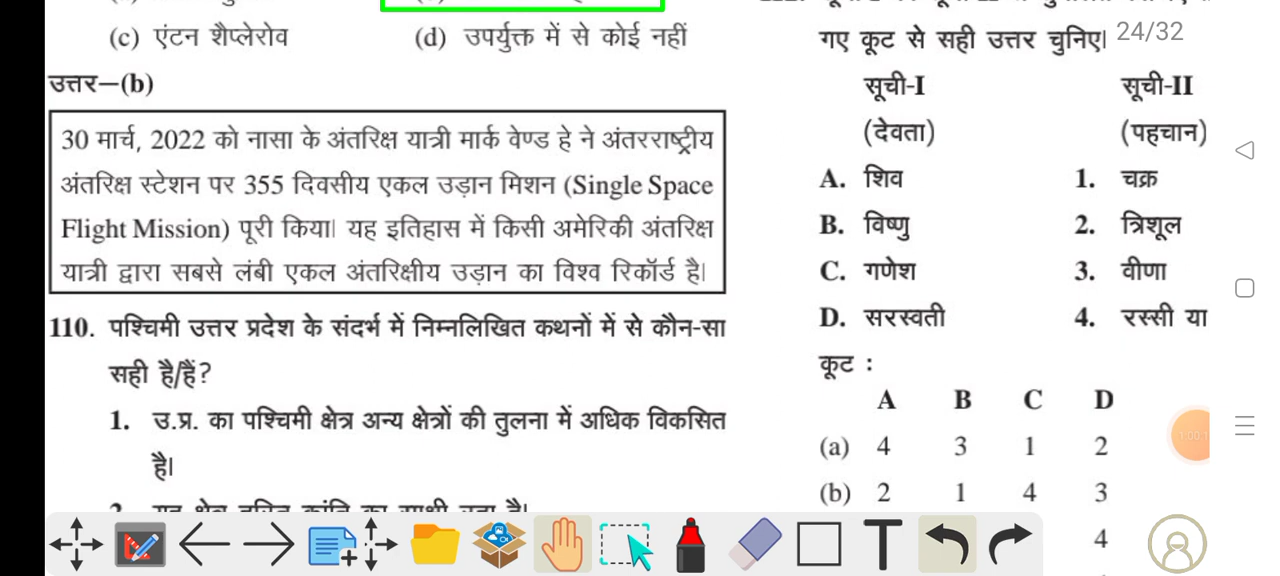 (c) एंटन शैप्लेरोव
(d) उपर्युक्त में से कोई नहीं
उत्तर–(b)
30 मार्च, 2022 को नासा के अंतरिक्ष यात्री मार्क वेण्ड हे ने अंतरराष्ट्रीय
अंतरिक्ष स्टेशन पर 355 दिवसीय एकल उड़ान मिशन (Single Space
Flight Mission) पूरी किया। यह इतिहास में किसी अमेरिकी अंतरिक्ष
यात्री द्वारा सबसे लंबी एकल अंतरिक्षीय उड़ान का विश्व रिकॉर्ड है।
110. पश्चिमी उत्तर प्रदेश के संदर्भ में निम्नलिखित कथनों में से कौन-सा
सही है/हैं?
1. उ.प्र. का पश्चिमी क्षेत्र अन्य क्षेत्रों की तुलना में अधिक विकसित
है।
गए कूट से सही उत्तर चुनिए।
24/32
सूची-I सूची-II
(देवता) (पहचान)
A. शिव 1. चक्र
B. विष्णु 2. त्रिशूल
C. गणेश 3. वीणा
D. सरस्वती 4. रस्सी या
कूट :
A B C D
(a) 4 3 1 2
(b) 2 1 4 3
4
T